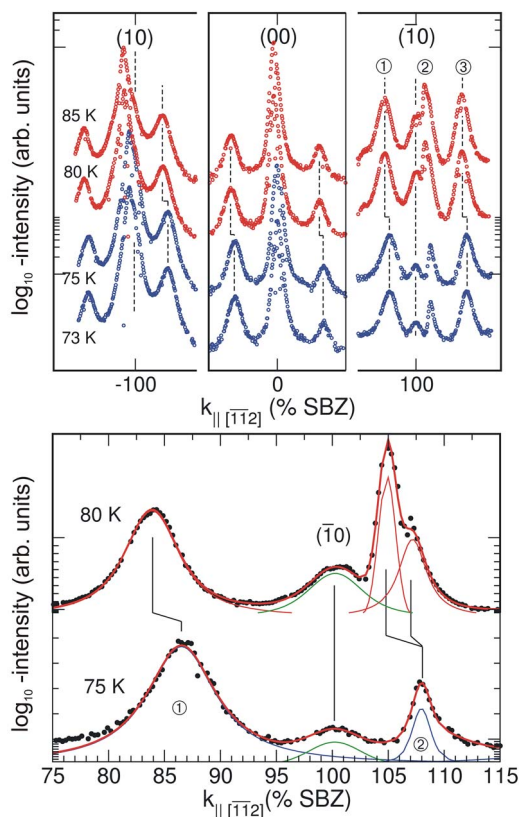 (10) (00) (1̄0)
① ② ③
85 K
80 K
75 K
73 K
log₁₀ -intensity (arb. units)
-100 0 100
k|| [1̄1̄2] (% SBZ)
80 K (1̄0)
75 K ① ②
log₁₀ -intensity (arb. units)
75 80 85 90 95 100 105 110 115
k|| [1̄1̄2] (% SBZ)